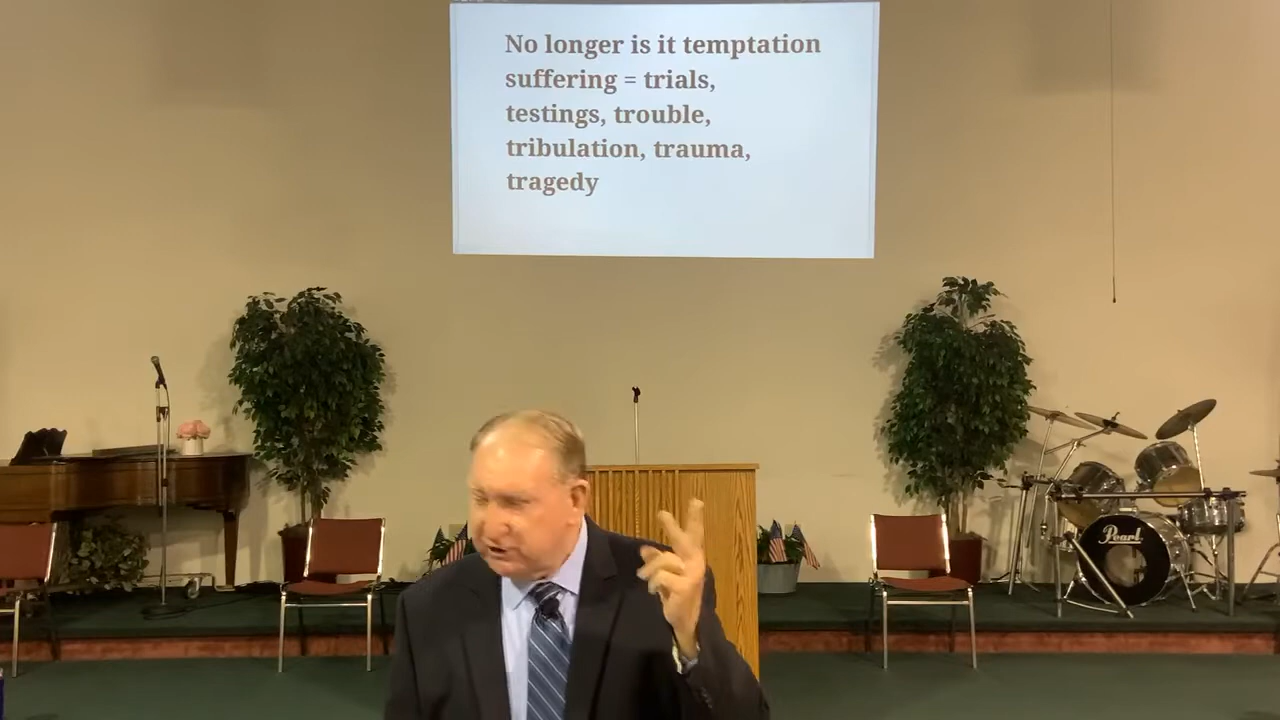 No longer is it temptation
suffering = trials,
testings, trouble,
tribulation, trauma,
tragedy
Pearl